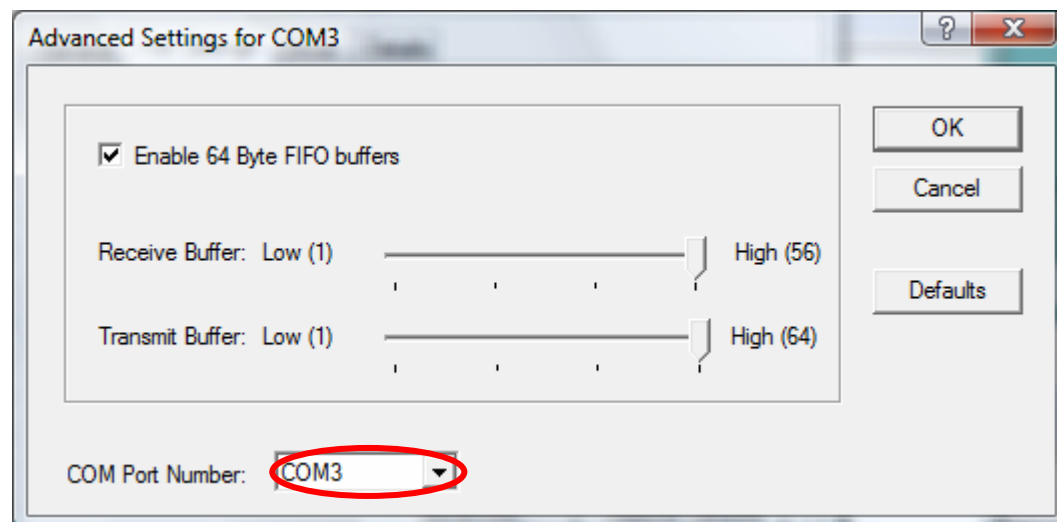 Advanced Settings for COM3
OK
Enable 64 Byte FIFO buffers
Cancel
Receive Buffer: Low (1) High (56)
Defaults
Transmit Buffer: Low (1) High (64)
COM Port Number: COM3